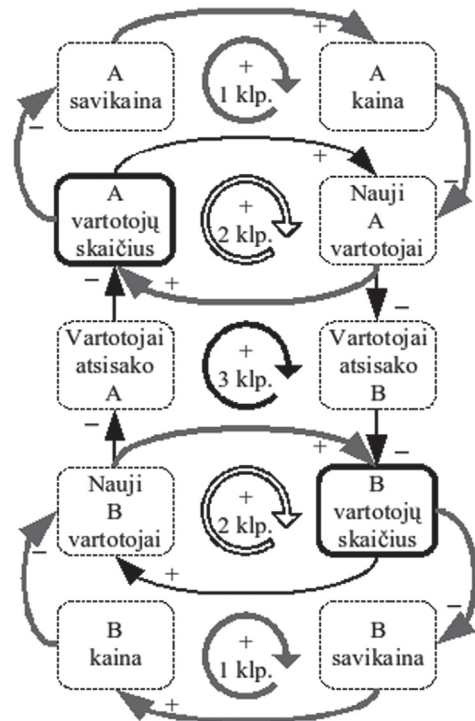 +
A
savikaina
+
1 klp.
A
kaina
−
−
+
A
vartotojų
skaičius
+
2 klp.
Nauji
A
vartotojai
−
+
−
Vartotojai
atsisako
A
+
3 klp.
Vartotojai
atsisako
B
−
+
−
Nauji
B
vartotojai
+
2 klp.
B
vartotojų
skaičius
−
+
−
B
kaina
+
1 klp.
B
savikaina
+